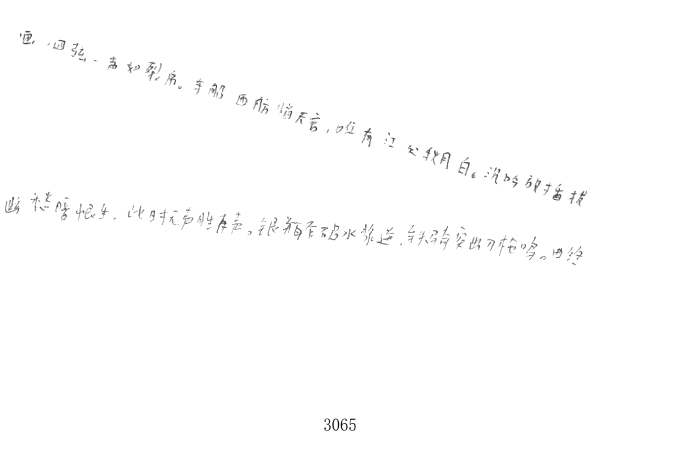 画，四弦一声如裂帛。东船西舫悄无言，唯有江心秋月白。沉吟放播拨
幽愁暗恨生，此时无声胜有声。银瓶乍破水浆迸，铁骑突出刀枪鸣。曲终
3065